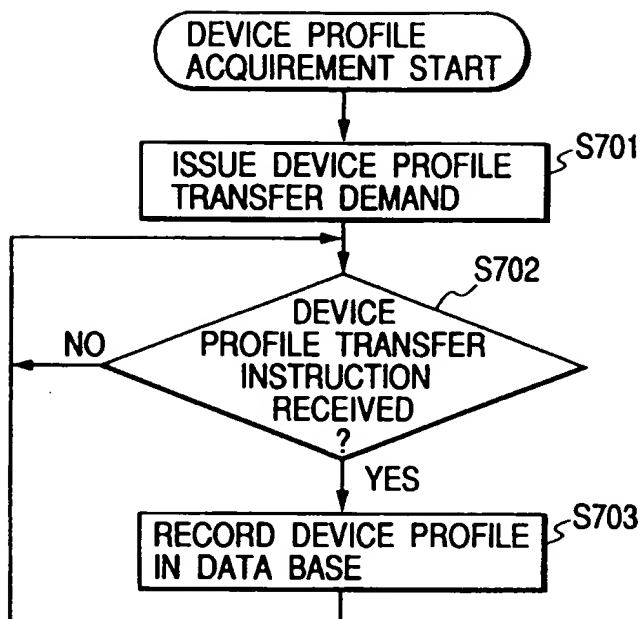 DEVICE PROFILE
ACQUIREMENT START
S701
ISSUE DEVICE PROFILE
TRANSFER DEMAND
S702
DEVICE
PROFILE TRANSFER
INSTRUCTION
RECEIVED
?
NO
YES
S703
RECORD DEVICE PROFILE
IN DATA BASE